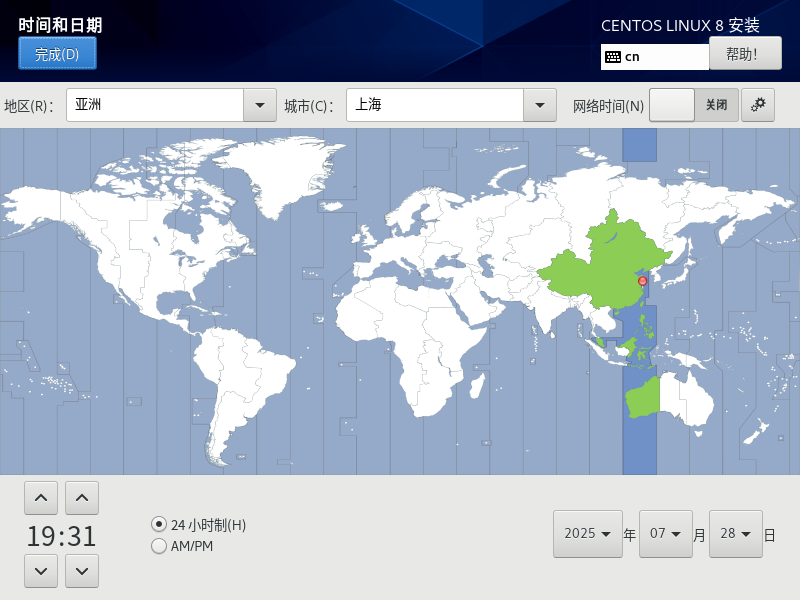 时间和日期
CENTOS LINUX 8 安装
完成(D)
cn
帮助!
地区(R):
亚洲
城市(C):
上海
网络时间(N)
关闭
19:31
24 小时制(H)
AM/PM
2025 年 07 月 28 日